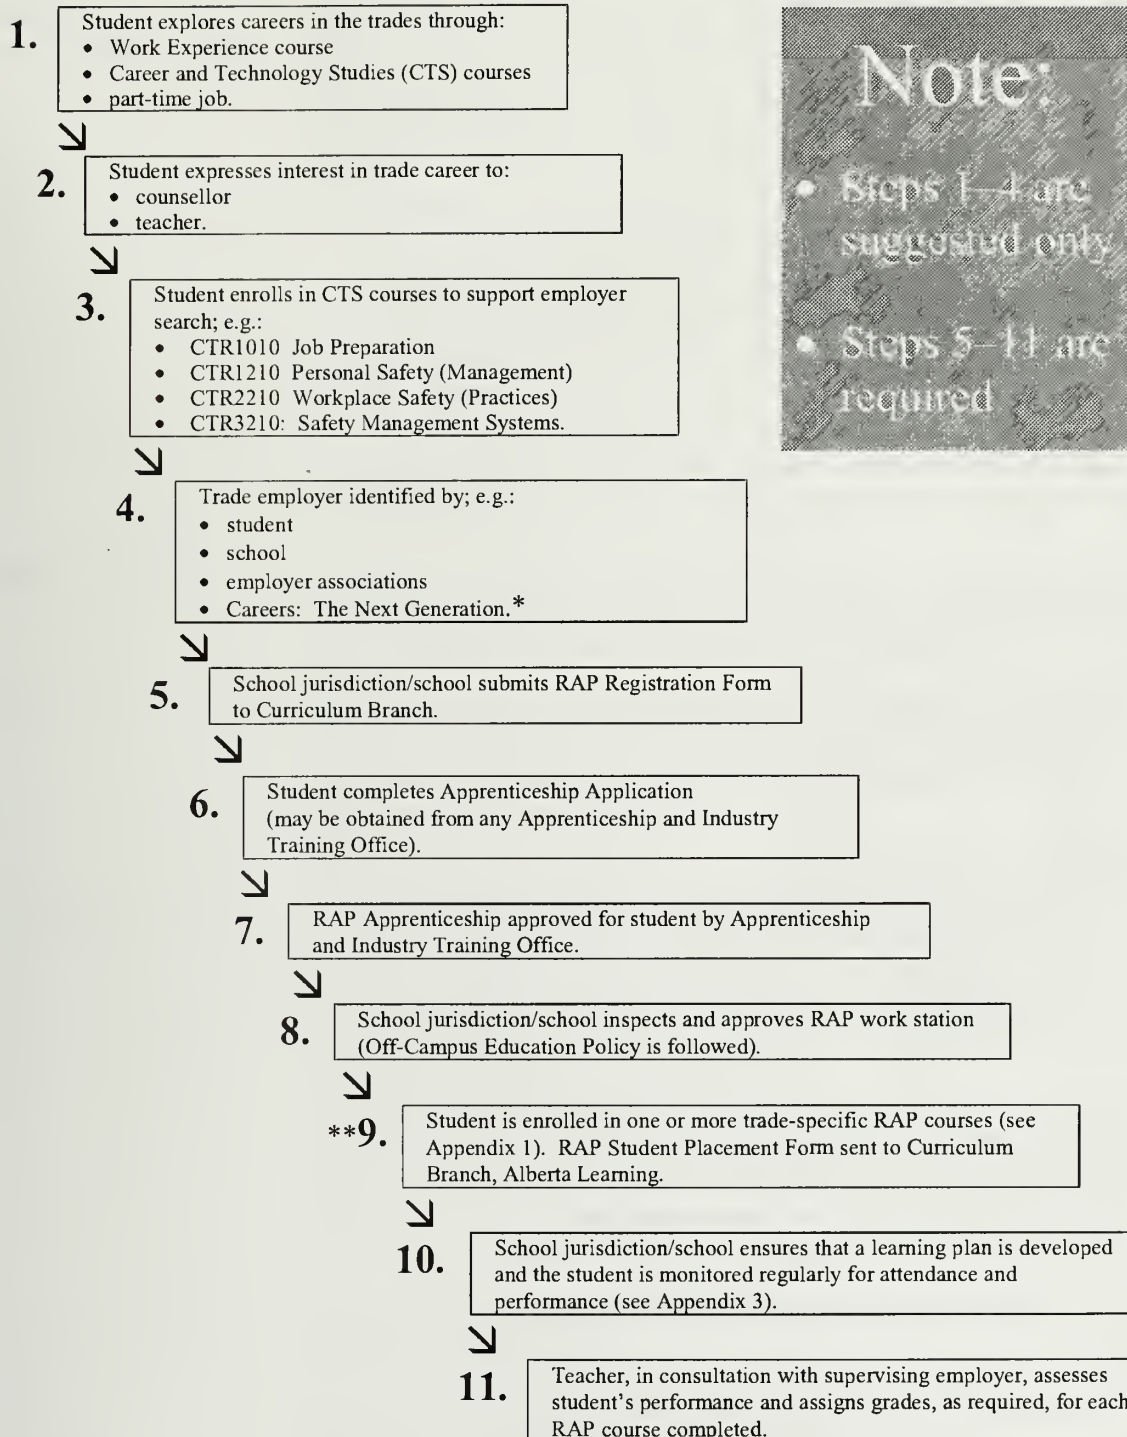 1.
Student explores careers in the trades through:
• Work Experience course
• Career and Technology Studies (CTS) courses
• part-time job.
2.
Student expresses interest in trade career to:
• counsellor
• teacher.
3.
Student enrolls in CTS courses to support employer
search; e.g.:
• CTR1010 Job Preparation
• CTR1210 Personal Safety (Management)
• CTR2210 Workplace Safety (Practices)
• CTR3210: Safety Management Systems.
4.
Trade employer identified by; e.g.:
• student
• school
• employer associations
• Careers: The Next Generation.*
5.
School jurisdiction/school submits RAP Registration Form
to Curriculum Branch.
6.
Student completes Apprenticeship Application
(may be obtained from any Apprenticeship and Industry
Training Office).
7.
RAP Apprenticeship approved for student by Apprenticeship
and Industry Training Office.
8.
School jurisdiction/school inspects and approves RAP work station
(Off-Campus Education Policy is followed).
**9.
Student is enrolled in one or more trade-specific RAP courses (see
Appendix 1). RAP Student Placement Form sent to Curriculum
Branch, Alberta Learning.
10.
School jurisdiction/school ensures that a learning plan is developed
and the student is monitored regularly for attendance and
performance (see Appendix 3).
11.
Teacher, in consultation with supervising employer, assesses
student's performance and assigns grades, as required, for each
RAP course completed.
Note:
• Steps 1–4 are
suggested only
• Steps 5–11 are
required